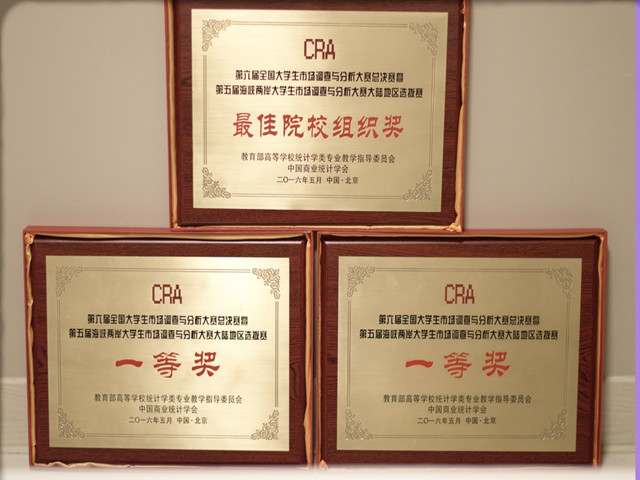 CRA
第六届全国大学生市场调查与分析大赛总决赛暨
第五届海峡两岸大学生市场调查与分析大赛大陆地区选拔赛
最佳院校组织奖
教育部高等学校统计学类专业教学指导委员会
中国商业统计学会
二〇一六年五月 中国·北京
CRA
第六届全国大学生市场调查与分析大赛总决赛暨
第五届海峡两岸大学生市场调查与分析大赛大陆地区选拔赛
一等奖
教育部高等学校统计学类专业教学指导委员会
中国商业统计学会
二〇一六年五月 中国·北京
CRA
第六届全国大学生市场调查与分析大赛总决赛暨
第五届海峡两岸大学生市场调查与分析大赛大陆地区选拔赛
一等奖
教育部高等学校统计学类专业教学指导委员会
中国商业统计学会
二〇一六年五月 中国·北京